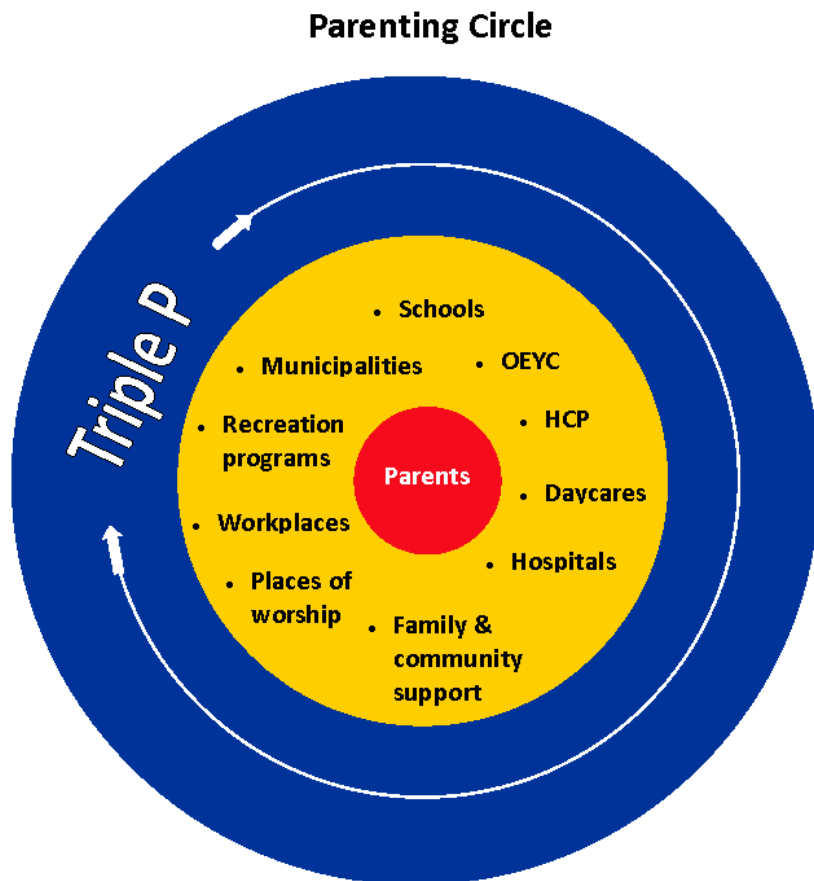 Parenting Circle
Triple P
• Schools
• OEYC
• Municipalities
• HCP
• Recreation
programs
Parents
• Daycares
• Workplaces
• Hospitals
• Places of
worship
• Family &
community
support